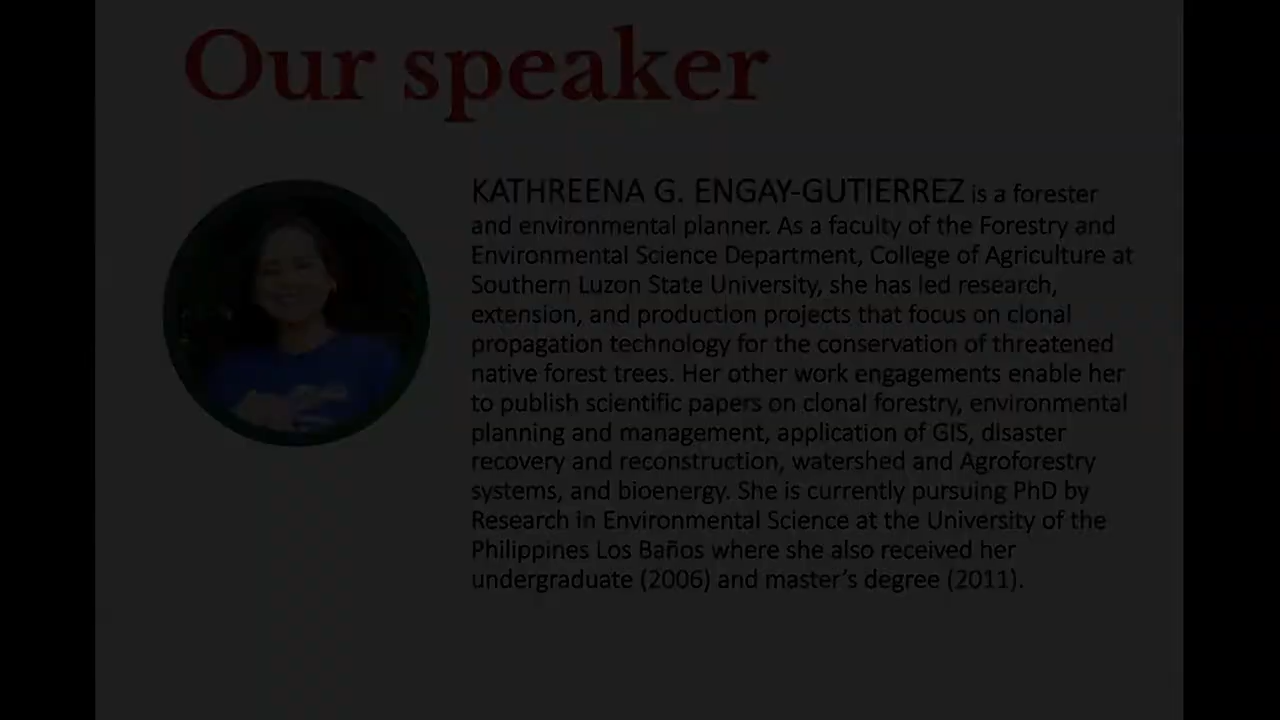 Our speaker
KATHREENA G. ENGAY-GUTIERREZ is a forester
and environmental planner. As a faculty of the Forestry and
Environmental Science Department, College of Agriculture at
Southern Luzon State University, she has led research,
extension, and production projects that focus on clonal
propagation technology for the conservation of threatened
native forest trees. Her other work engagements enable her
to publish scientific papers on clonal forestry, environmental
planning and management, application of GIS, disaster
recovery and reconstruction, watershed and Agroforestry
systems, and bioenergy. She is currently pursuing PhD by
Research in Environmental Science at the University of the
Philippines Los Baños where she also received her
undergraduate (2006) and master’s degree (2011).